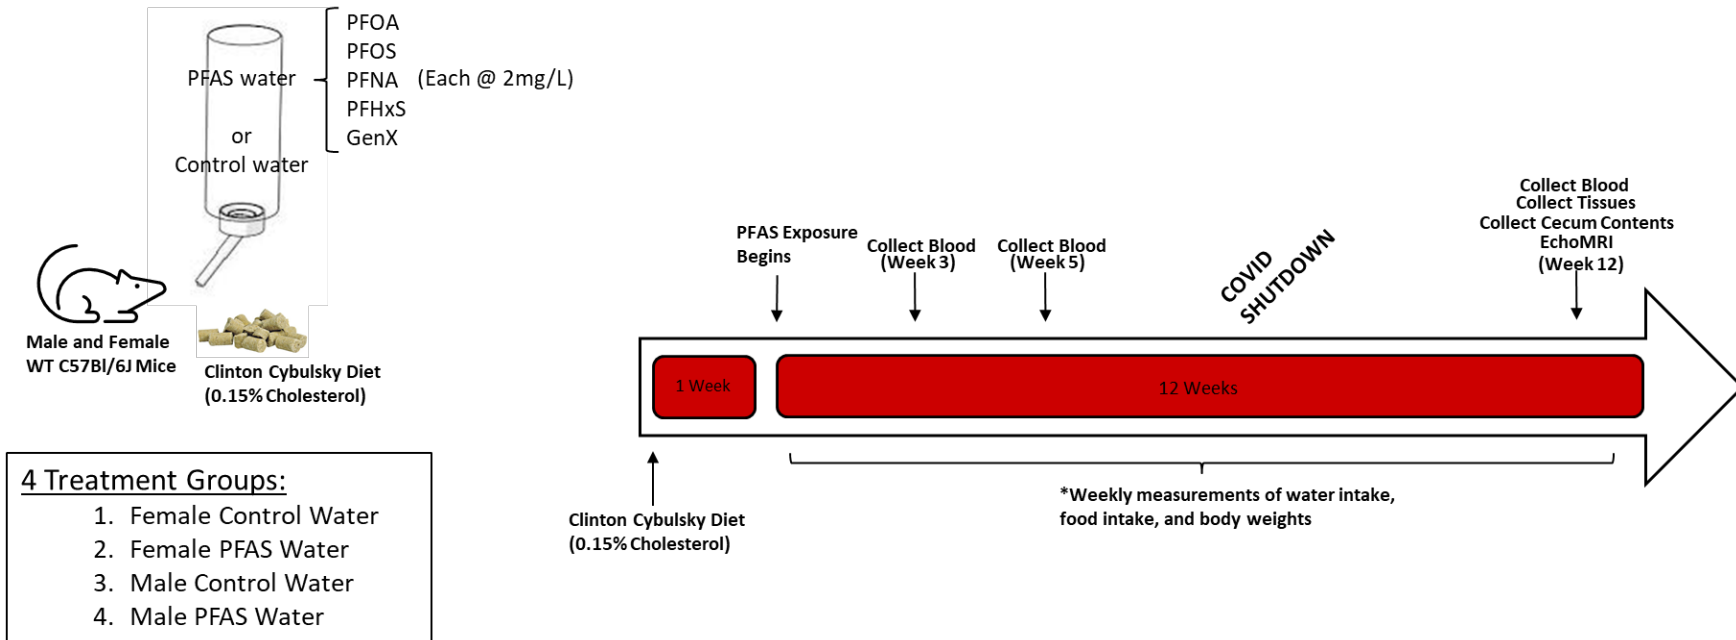 PFOA
PFOS
PFAS water
PFNA
(Each @ 2mg/L)
PFHxS
GenX
or
Control water
Male and Female
WT C57Bl/6J Mice
Clinton Cybulsky Diet
(0.15% Cholesterol)
4 Treatment Groups:
1. Female Control Water
2. Female PFAS Water
3. Male Control Water
4. Male PFAS Water
PFAS Exposure
Begins
Collect Blood
(Week 3)
Collect Blood
(Week 5)
COVID
SHUTDOWN
Collect Blood
Collect Tissues
Collect Cecum Contents
EchoMRI
(Week 12)
1 Week
12 Weeks
Clinton Cybulsky Diet
(0.15% Cholesterol)
*Weekly measurements of water intake,
food intake, and body weights